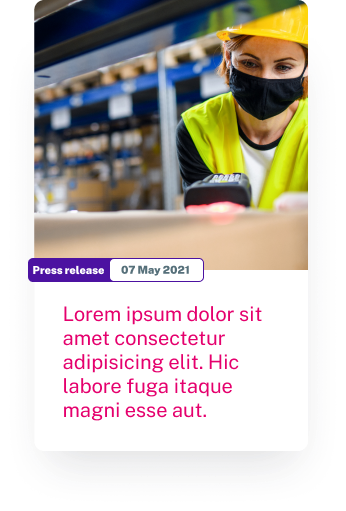 Press release 07 May 2021
Lorem ipsum dolor sit
amet consectetur
adipisicing elit. Hic
labore fuga itaque
magni esse aut.